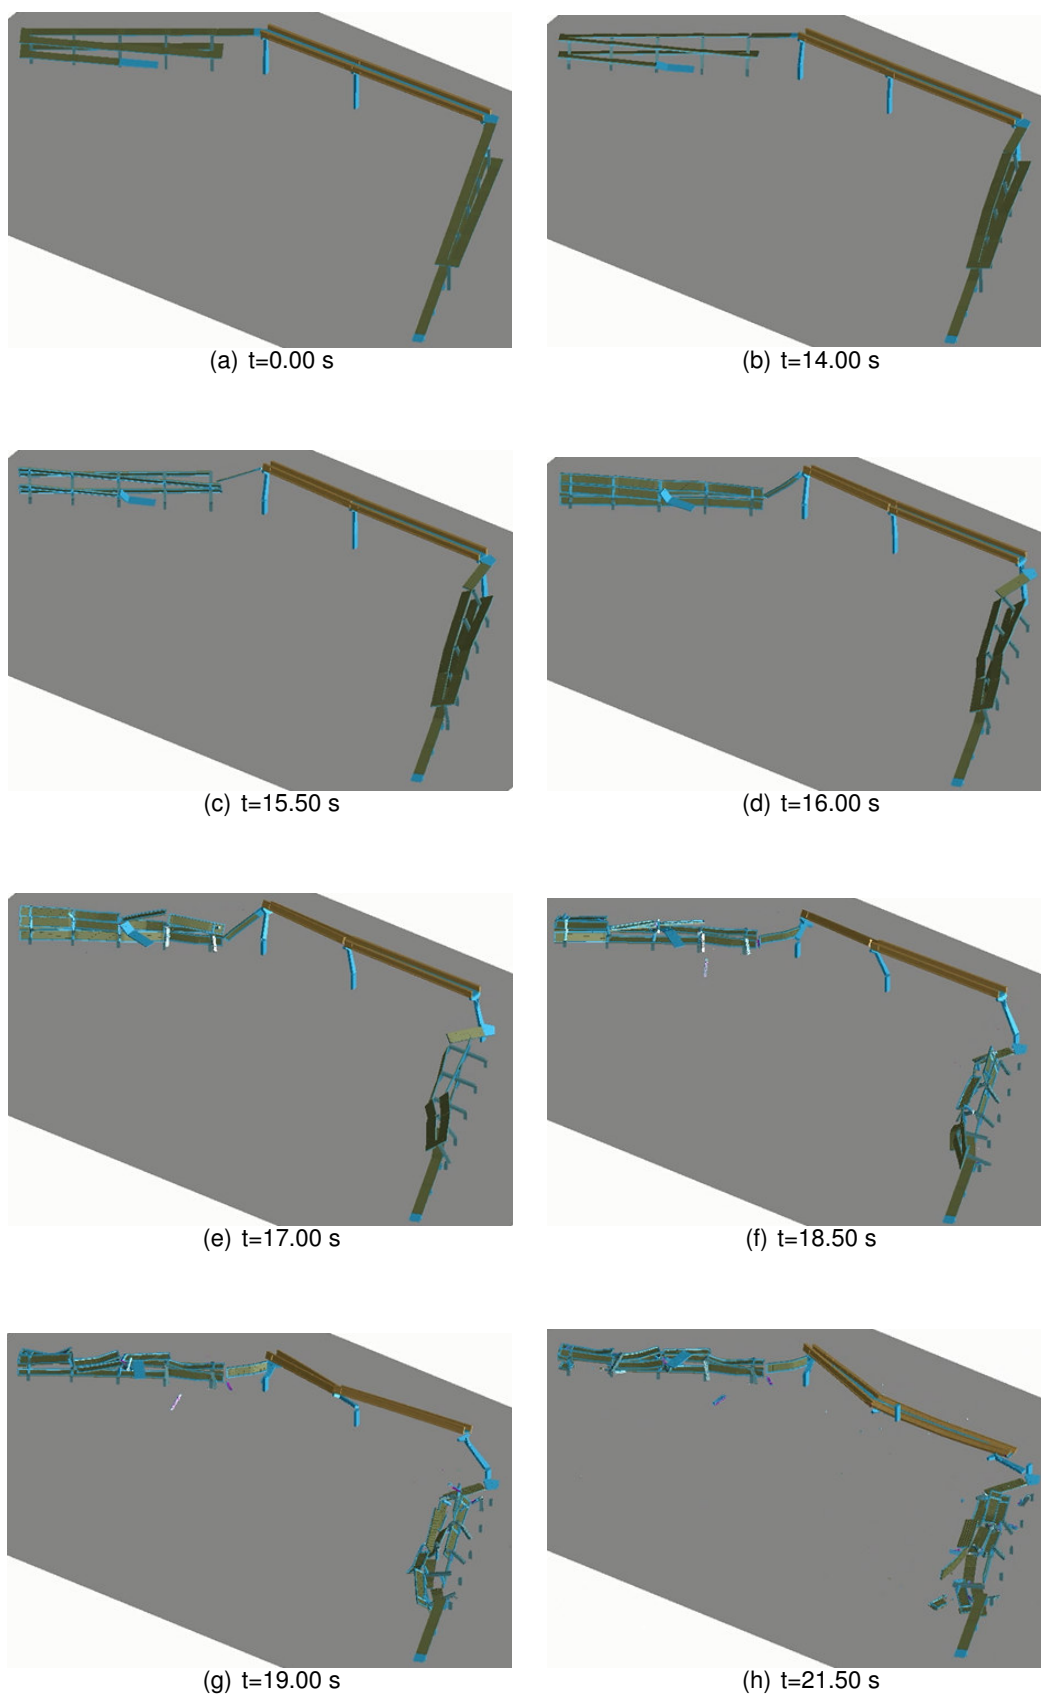 (a) t=0.00 s
(b) t=14.00 s
(c) t=15.50 s
(d) t=16.00 s
(e) t=17.00 s
(f) t=18.50 s
(g) t=19.00 s
(h) t=21.50 s